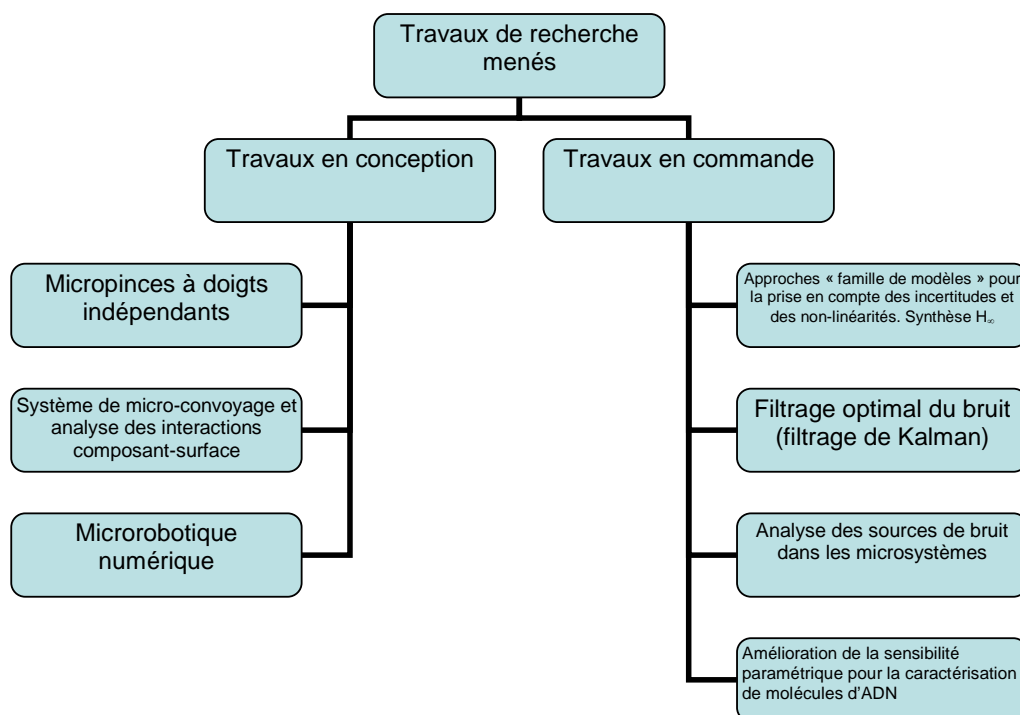 Travaux de recherche
menés
Travaux en conception
Travaux en commande
Micropinces à doigts
indépendants
Système de micro-convoyage et
analyse des interactions
composant-surface
Microrobotique
numérique
Approches « famille de modèles » pour
la prise en compte des incertitudes et
des non-linéarités. Synthèse H∞
Filtrage optimal du bruit
(filtrage de Kalman)
Analyse des sources de bruit
dans les microsystèmes
Amélioration de la sensibilité
paramétrique pour la caractérisation
de molécules d'ADN